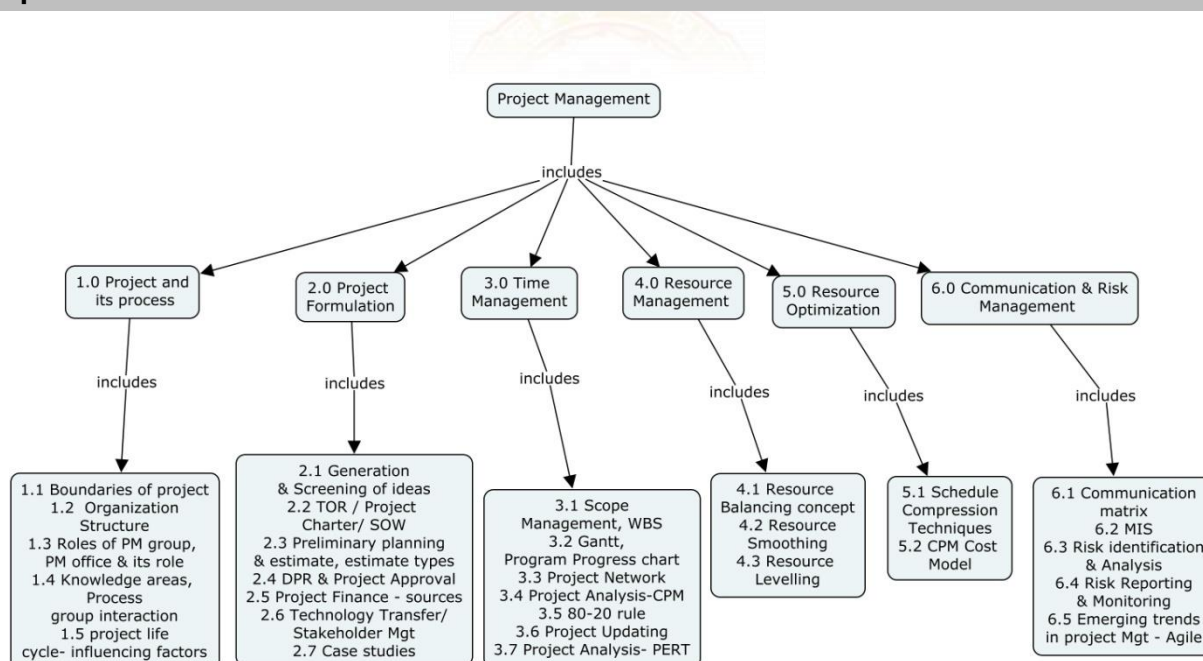 Project Management
includes
1.0 Project and
its process
2.0 Project
Formulation
3.0 Time
Management
4.0 Resource
Management
5.0 Resource
Optimization
6.0 Communication & Risk
Management
includes
includes
includes
includes
includes
includes
1.1 Boundaries of project
1.2 Organization
Structure
1.3 Roles of PM group,
PM office & its role
1.4 Knowledge areas,
Process
group interaction
1.5 project life
cycle- influencing factors
2.1 Generation
& Screening of ideas
2.2 TOR / Project
Charter/ SOW
2.3 Preliminary planning
& estimate, estimate types
2.4 DPR & Project Approval
2.5 Project Finance - sources
2.6 Technology Transfer/
Stakeholder Mgt
2.7 Case studies
3.1 Scope
Management, WBS
3.2 Gantt,
Program Progress chart
3.3 Project Network
3.4 Project Analysis-CPM
3.5 80-20 rule
3.6 Project Updating
3.7 Project Analysis- PERT
4.1 Resource
Balancing concept
4.2 Resource
Smoothing
4.3 Resource
Levelling
5.1 Schedule
Compression
Techniques
5.2 CPM Cost
Model
6.1 Communication
matrix
6.2 MIS
6.3 Risk identification
& Analysis
6.4 Risk Reporting
& Monitoring
6.5 Emerging trends
in project Mgt - Agile